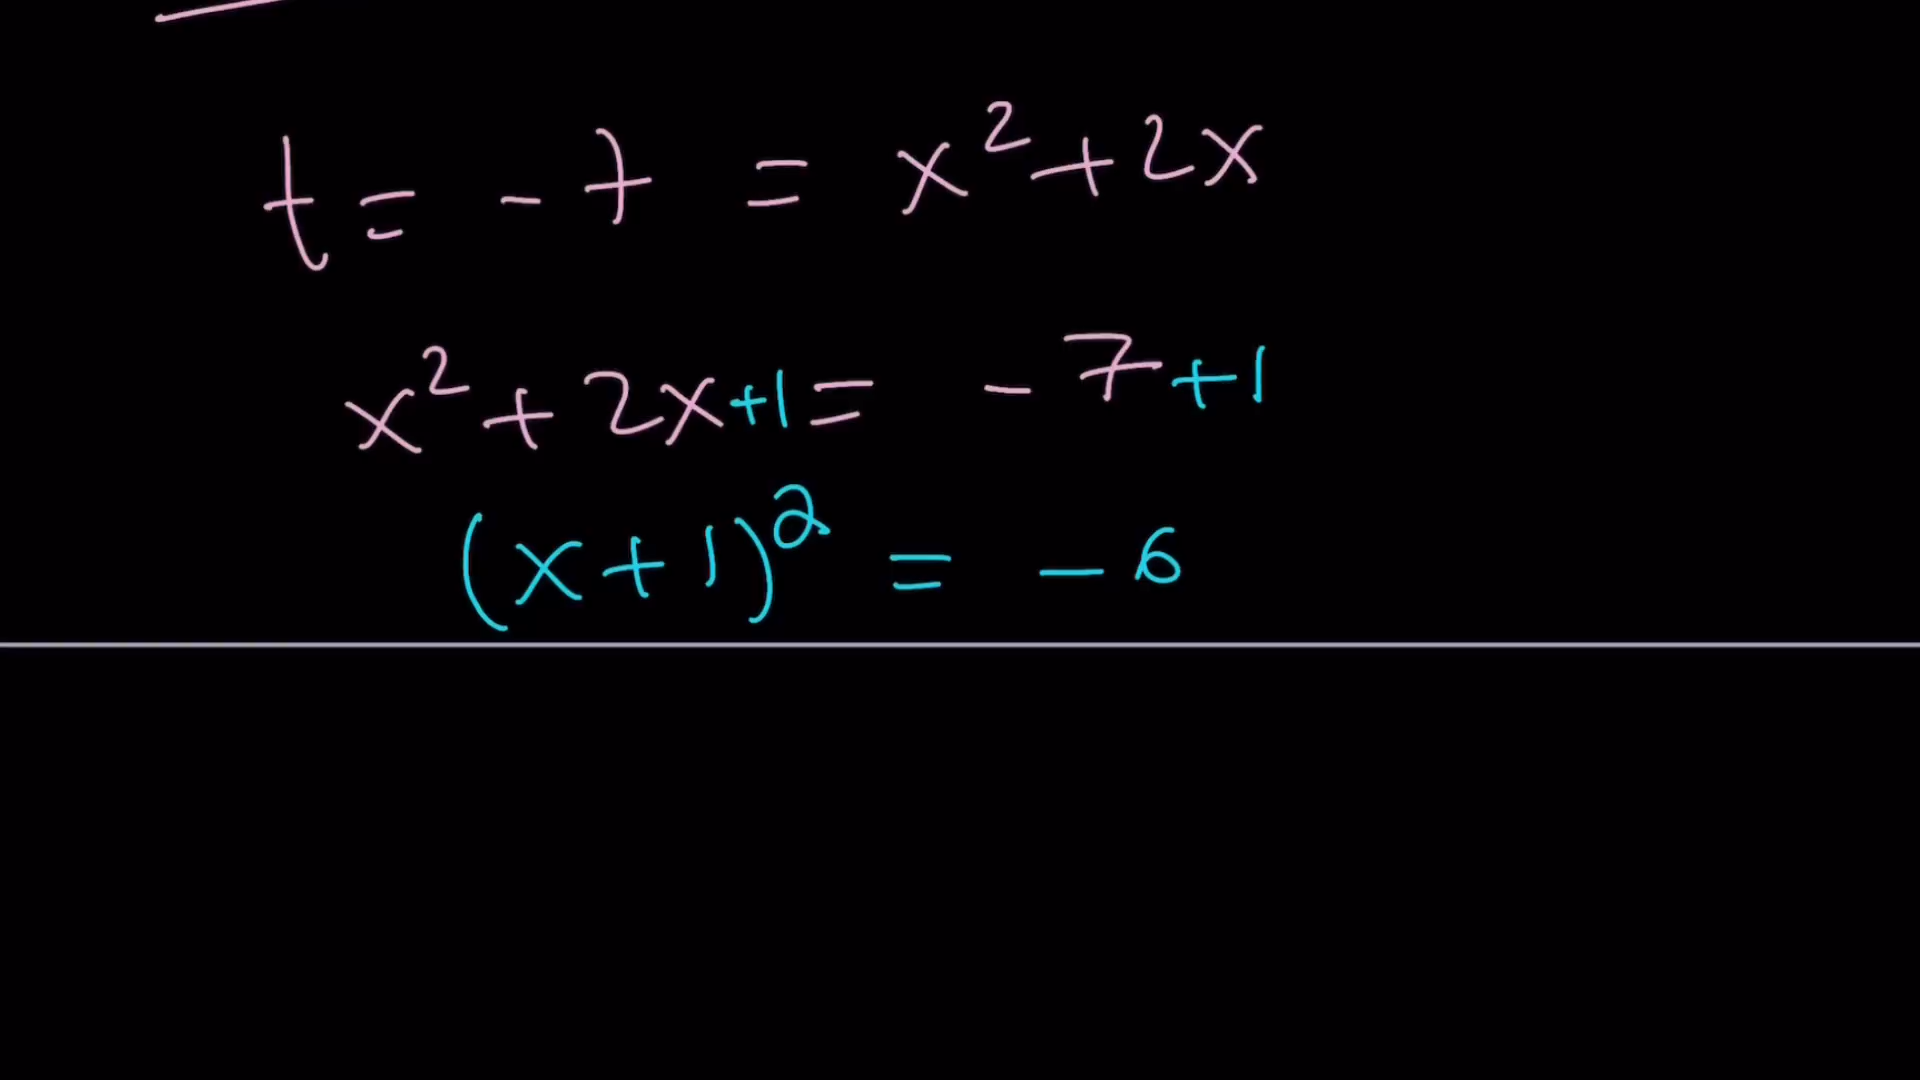 t = - 7 = x² + 2x
x² + 2x + 1 = - 7 + 1
(x + 1)² = - 6